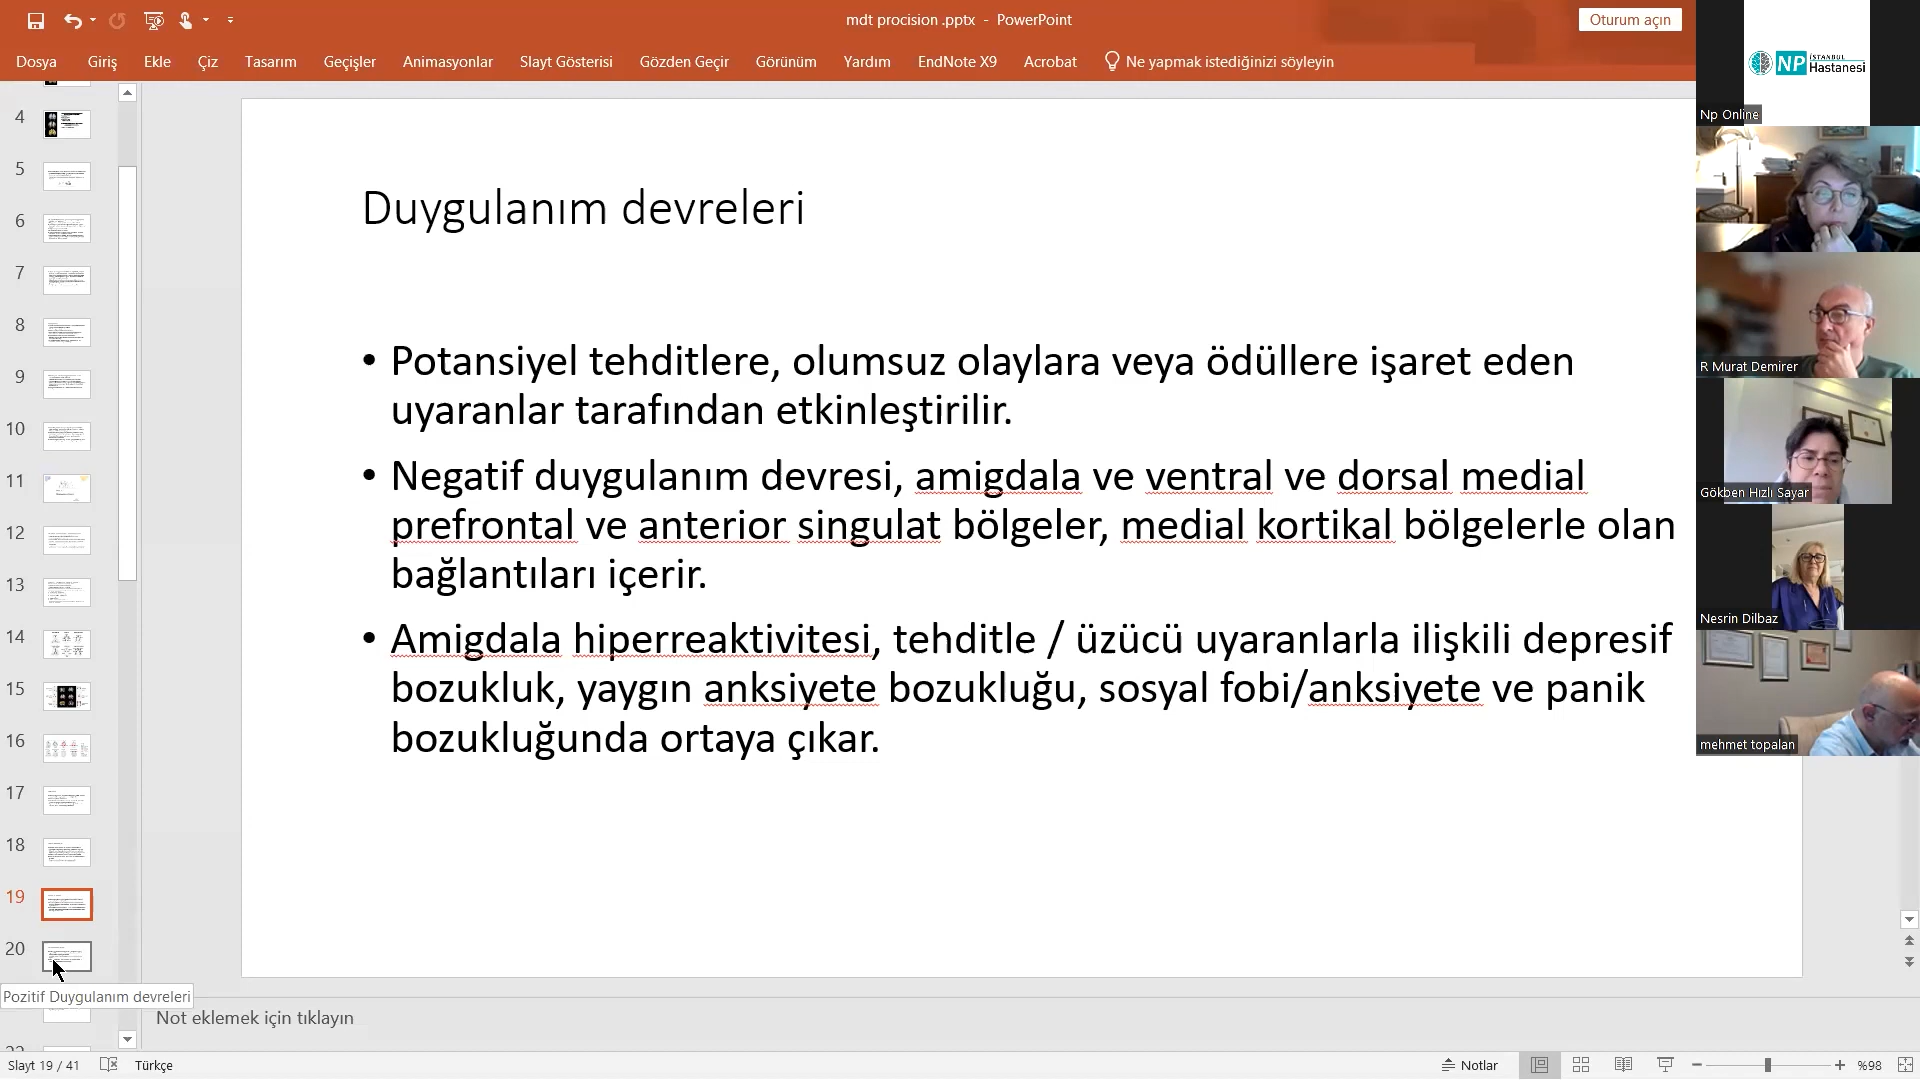 mdt procision .pptx - PowerPoint
Oturum açın
Dosya Giriş Ekle Çiz Tasarım Geçişler Animasyonlar Slayt Gösterisi Gözden Geçir Görünüm Yardım EndNote X9 Acrobat Ne yapmak istediğinizi söyleyin
4
5
6
7
8
9
10
11
12
13
14
15
16
17
18
19
20
Pozitif Duygulanım devreleri
Duygulanım devreleri
• Potansiyel tehditlere, olumsuz olaylara veya ödüllere işaret eden
uyaranlar tarafından etkinleştirilir.
• Negatif duygulanım devresi, amigdala ve ventral ve dorsal medial
prefrontal ve anterior singulat bölgeler, medial kortikal bölgelerle olan
bağlantıları içerir.
• Amigdala hiperreaktivitesi, tehditle / üzücü uyaranlarla ilişkili depresif
bozukluk, yaygın anksiyete bozukluğu, sosyal fobi/anksiyete ve panik
bozukluğunda ortaya çıkar.
NP İSTANBUL
Hastanesi
Np Online
R Murat Demirer
Gökben Hızlı Sayar
Nesrin Dilbaz
mehmet topalan
Not eklemek için tıklayın
Slayt 19 / 41 Türkçe Notlar %98